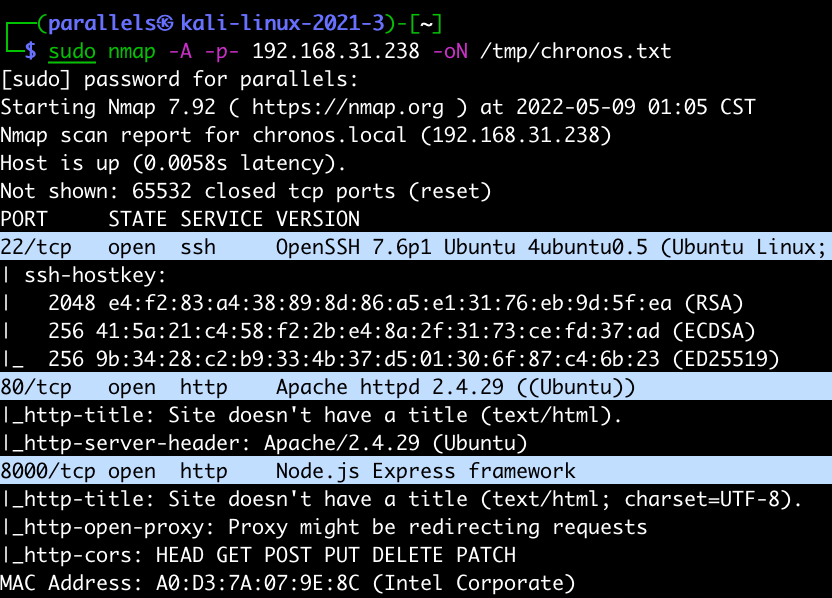 ┌──(parallels㉿kali-linux-2021-3)-[~]
└─$ sudo nmap -A -p- 192.168.31.238 -oN /tmp/chronos.txt
[sudo] password for parallels:
Starting Nmap 7.92 ( https://nmap.org ) at 2022-05-09 01:05 CST
Nmap scan report for chronos.local (192.168.31.238)
Host is up (0.0058s latency).
Not shown: 65532 closed tcp ports (reset)
PORT     STATE SERVICE VERSION
22/tcp   open  ssh     OpenSSH 7.6p1 Ubuntu 4ubuntu0.5 (Ubuntu Linux;
| ssh-hostkey:
|   2048 e4:f2:83:a4:38:89:8d:86:a5:e1:31:76:eb:9d:5f:ea (RSA)
|   256 41:5a:21:c4:58:f2:2b:e4:8a:2f:31:73:ce:fd:37:ad (ECDSA)
|_  256 9b:34:28:c2:b9:33:4b:37:d5:01:30:6f:87:c4:6b:23 (ED25519)
80/tcp   open  http    Apache httpd 2.4.29 ((Ubuntu))
|_http-title: Site doesn't have a title (text/html).
|_http-server-header: Apache/2.4.29 (Ubuntu)
8000/tcp open  http    Node.js Express framework
|_http-title: Site doesn't have a title (text/html; charset=UTF-8).
|_http-open-proxy: Proxy might be redirecting requests
|_http-cors: HEAD GET POST PUT DELETE PATCH
MAC Address: A0:D3:7A:07:9E:8C (Intel Corporate)